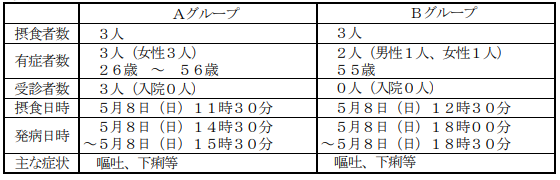 Ａグループ Ｂグループ
摂食者数 ３人 ３人
有症者数 ３人（女性３人） ２人（男性１人、女性１人）
２６歳　～　５６歳 ５５歳
受診者数 ３人（入院０人） ０人（入院０人）
摂食日時 ５月８日（日）１１時３０分 ５月８日（日）１２時３０分
発病日時 ５月８日（日）１４時３０分 ５月８日（日）１８時００分
～５月８日（日）１５時３０分 ～５月８日（日）１８時３０分
主な症状 嘔吐、下痢等 嘔吐、下痢等